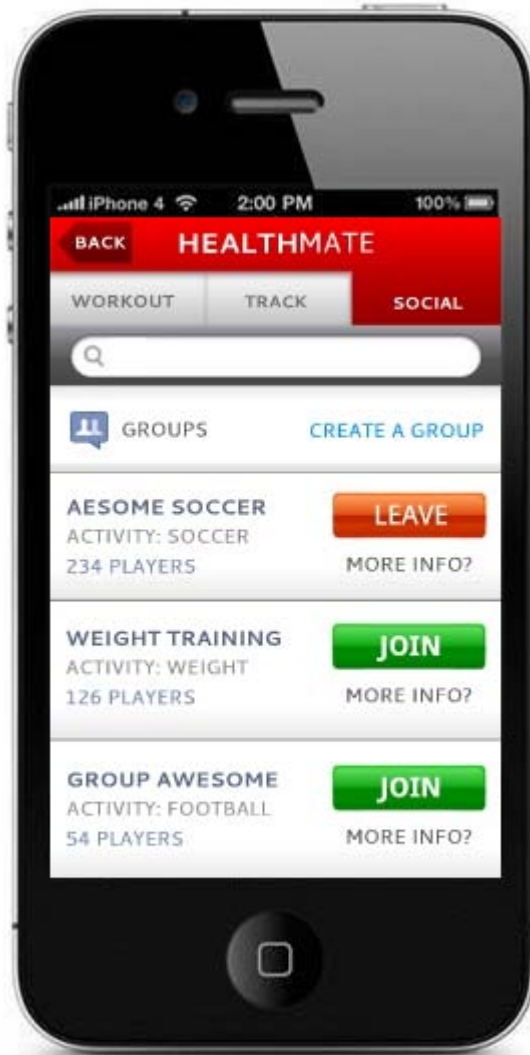 iPhone 4 2:00 PM 100%
BACK HEALTHMATE
WORKOUT TRACK SOCIAL
GROUPS CREATE A GROUP
AESOME SOCCER LEAVE
ACTIVITY: SOCCER
234 PLAYERS MORE INFO?
WEIGHT TRAINING JOIN
ACTIVITY: WEIGHT
126 PLAYERS MORE INFO?
GROUP AWESOME JOIN
ACTIVITY: FOOTBALL
54 PLAYERS MORE INFO?